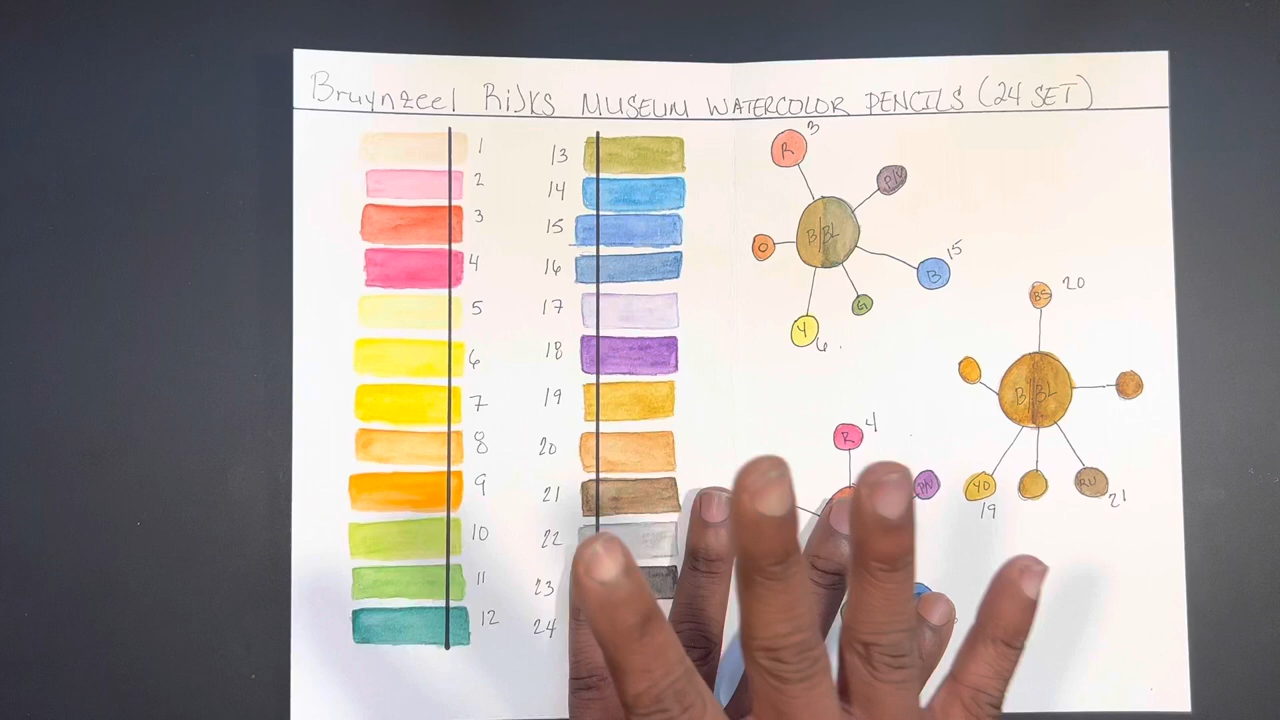 Bruynzeel Rijks MUSEUM WATERCOLOR PENCILS (24 SET)
1
2
3
4
5
6
7
8
9
10
11
12
13
14
15
16
17
18
19
20
21
22
23
24
R 3
P/V
B/BL
O
B 15
G
Y 6.
BS 20
B/BL
YO 19
RU 21
R 4
P/V